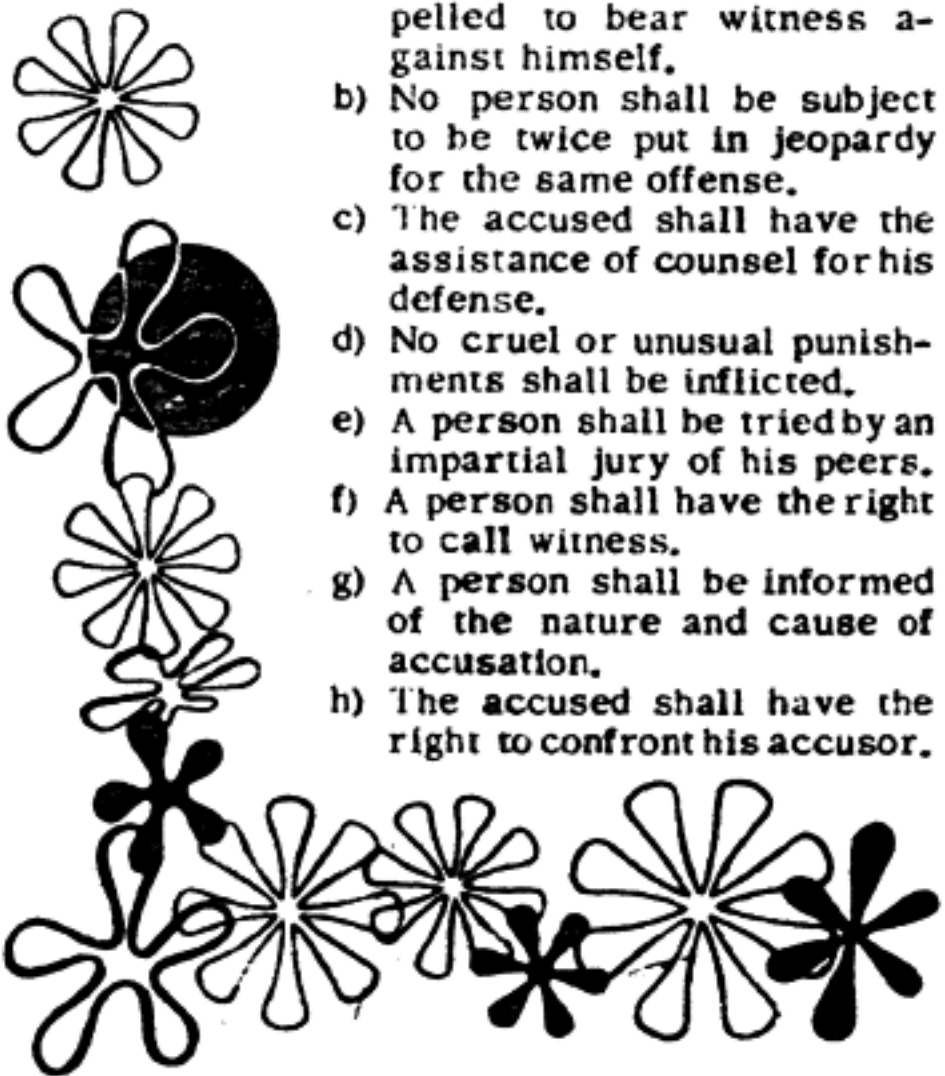 pelled to bear witness a-
gainst himself.
b) No person shall be subject
to be twice put in jeopardy
for the same offense.
c) The accused shall have the
assistance of counsel for his
defense.
d) No cruel or unusual punish-
ments shall be inflicted.
e) A person shall be tried by an
impartial jury of his peers.
f) A person shall have the right
to call witness.
g) A person shall be informed
of the nature and cause of
accusation.
h) The accused shall have the
right to confront his accusor.